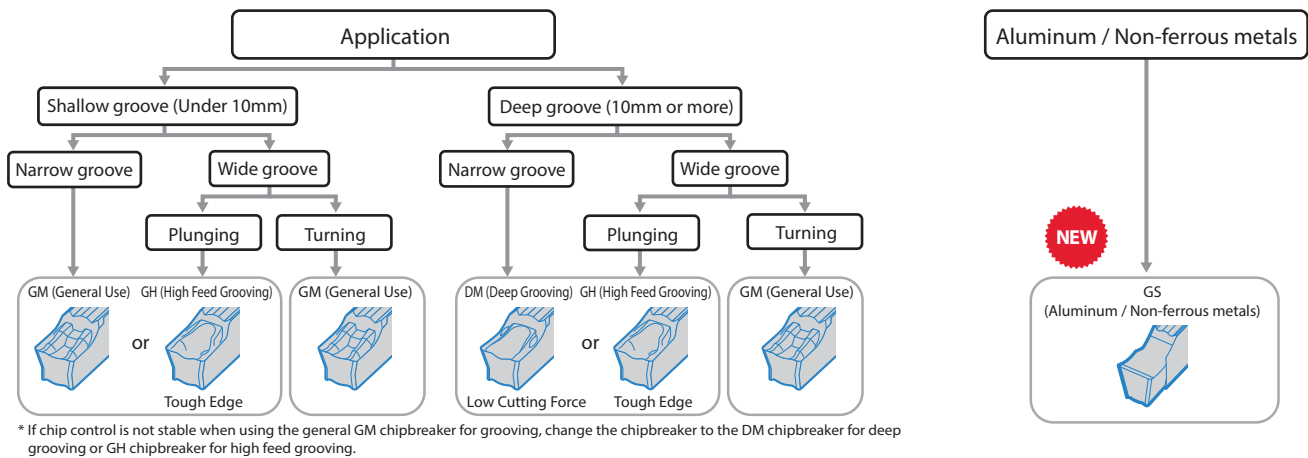 Application
Aluminum / Non-ferrous metals
Shallow groove (Under 10mm)
Deep groove (10mm or more)
Narrow groove
Wide groove
Narrow groove
Wide groove
Plunging
Turning
Plunging
Turning
NEW
GM (General Use)
GH (High Feed Grooving)
or
Tough Edge
GM (General Use)
DM (Deep Grooving)
GH (High Feed Grooving)
or
Low Cutting Force
Tough Edge
GM (General Use)
GS
(Aluminum / Non-ferrous metals)
* If chip control is not stable when using the general GM chipbreaker for grooving, change the chipbreaker to the DM chipbreaker for deep
grooving or GH chipbreaker for high feed grooving.